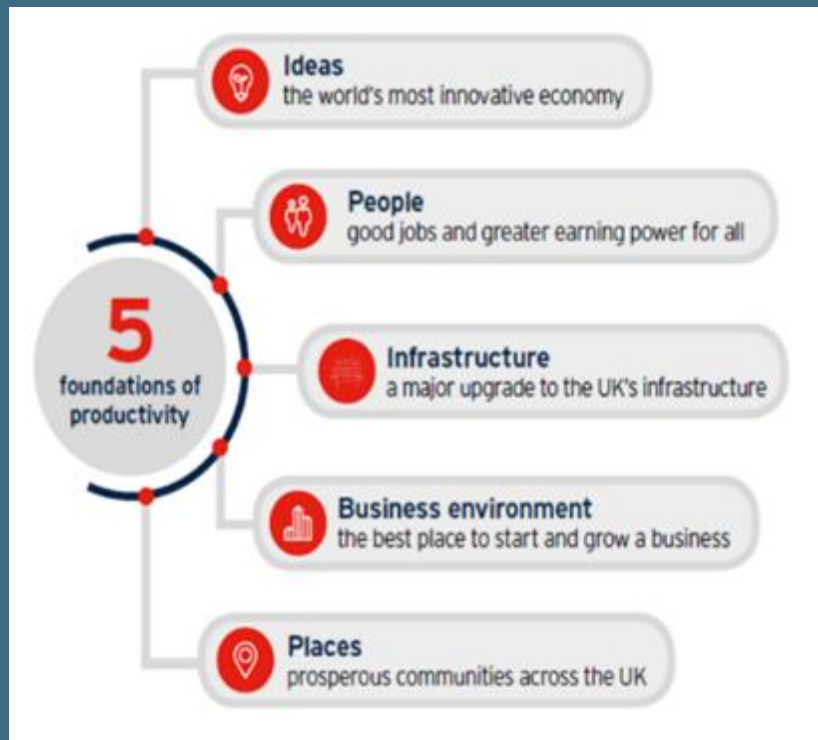 Ideas
the world's most innovative economy
People
good jobs and greater earning power for all
5
foundations of
productivity
Infrastructure
a major upgrade to the UK's infrastructure
Business environment
the best place to start and grow a business
Places
prosperous communities across the UK